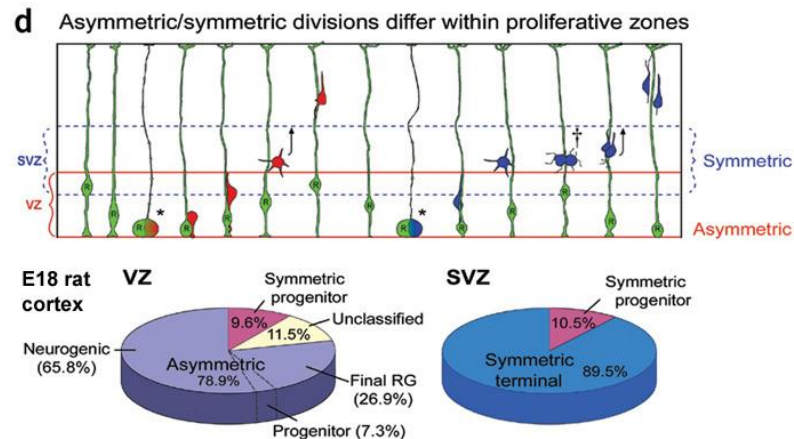 d Asymmetric/symmetric divisions differ within proliferative zones
SVZ
VZ
R R R R R R R R R R R R R
* * †
Symmetric
Asymmetric
E18 rat
cortex
VZ
SVZ
Symmetric
progenitor
9.6%
Unclassified
11.5%
Neurogenic
(65.8%)
Asymmetric
78.9%
Final RG
(26.9%)
Progenitor (7.3%)
Symmetric
progenitor
10.5%
Symmetric
terminal
89.5%